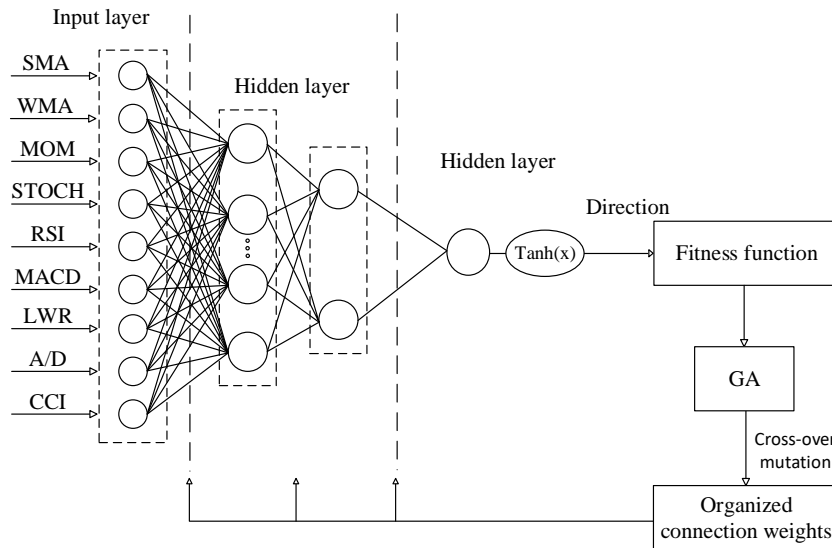 Input layer
SMA
WMA
MOM
STOCH
RSI
MACD
LWR
A/D
CCI
Hidden layer
Hidden layer
Tanh(x)
Direction
Fitness function
GA
Cross-over
mutation
Organized
connection weights